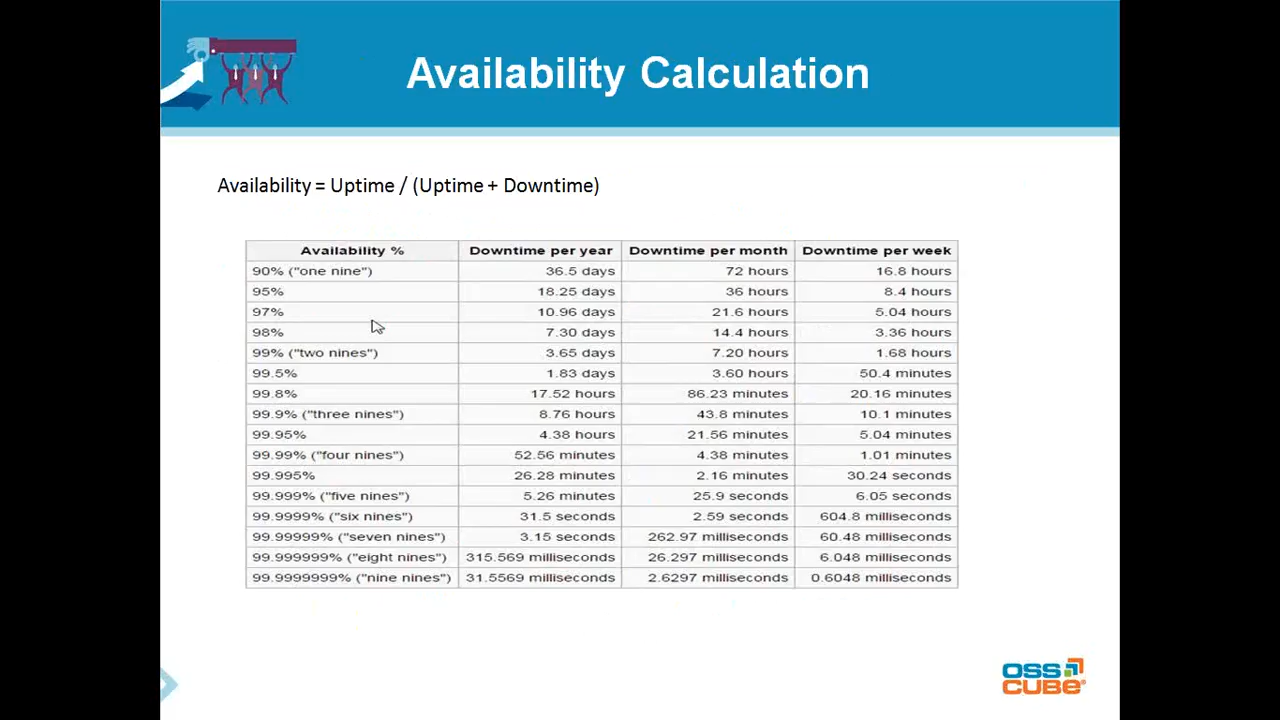 Availability Calculation
Availability = Uptime / (Uptime + Downtime)
Availability % Downtime per year Downtime per month Downtime per week
90% ("one nine") 36.5 days 72 hours 16.8 hours
95% 18.25 days 36 hours 8.4 hours
97% 10.96 days 21.6 hours 5.04 hours
98% 7.30 days 14.4 hours 3.36 hours
99% ("two nines") 3.65 days 7.20 hours 1.68 hours
99.5% 1.83 days 3.60 hours 50.4 minutes
99.8% 17.52 hours 86.23 minutes 20.16 minutes
99.9% ("three nines") 8.76 hours 43.8 minutes 10.1 minutes
99.95% 4.38 hours 21.56 minutes 5.04 minutes
99.99% ("four nines") 52.56 minutes 4.38 minutes 1.01 minutes
99.995% 26.28 minutes 2.16 minutes 30.24 seconds
99.999% ("five nines") 5.26 minutes 25.9 seconds 6.05 seconds
99.9999% ("six nines") 31.5 seconds 2.59 seconds 604.8 milliseconds
99.99999% ("seven nines") 3.15 seconds 262.97 milliseconds 60.48 milliseconds
99.999999% ("eight nines") 315.569 milliseconds 26.297 milliseconds 6.048 milliseconds
99.9999999% ("nine nines") 31.5569 milliseconds 2.6297 milliseconds 0.6048 milliseconds
OSS
CUBE®